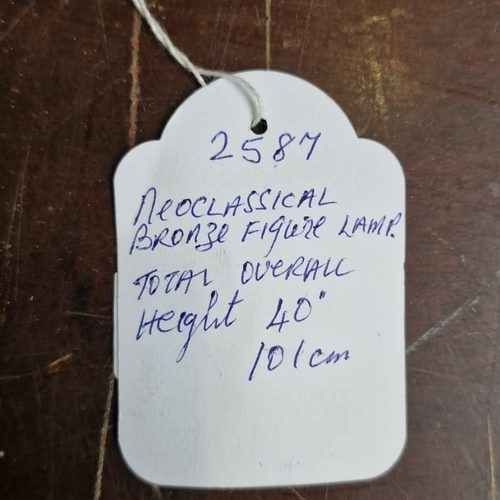 2587
NEOCLASSICAL
BRONZE FIGURE LAMP.
TOTAL OVERALL
Height 40"
101cm